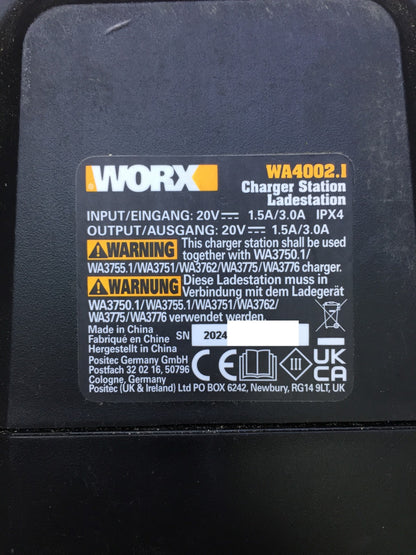 WORX
WA4002.1
Charger Station
Ladestation
INPUT/EINGANG: 20V 1.5A/3.0A IPX4
OUTPUT/AUSGANG: 20V 1.5A/3.0A
WARNING This charger station shall be used
together with WA3750.1/
WA3755.1/WA3751/WA3762/WA3775/WA3776 charger.
WARNUNG Diese Ladestation muss in
Verbindung mit dem Ladegerät
WA3750.1/ WA3755.1/WA3751/WA3762/
WA3775/WA3776 verwendet werden.
Made in China
Fabriqué en Chine
Hergestellt in China
SN 2024
Positec Germany GmbH
Postfach 32 02 16, 50796
Cologne, Germany
Positec (UK & Ireland) Ltd PO BOX 6242, Newbury, RG14 9LT, UK
CE
III
UK
CA